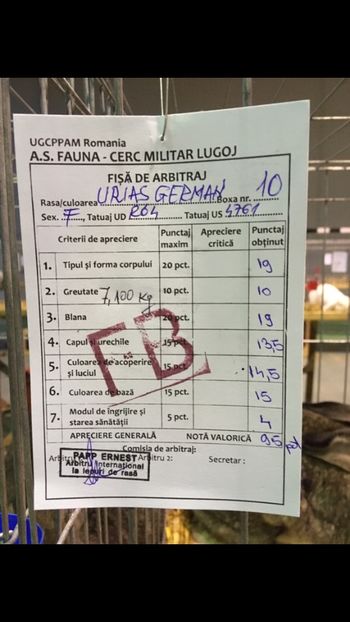 UGCPPAM Romania
A.S. FAUNA - CERC MILITAR LUGOJ
FIȘĂ DE ARBITRAJ
Rasa/culoarea URIAȘ GERMAN Boxa nr. 10
Sex. F, Tatuaj UD R04 Tatuaj US 4761
Criterii de apreciere Punctaj maxim Apreciere critică Punctaj obținut
1. Tipul și forma corpului 20 pct. 19
2. Greutate 7,100 Kg 10 pct. 10
3. Blana 20 pct. 19
4. Capul și urechile 15 pct. 13,5
5. Culoarea de acoperire și luciul 15 pct. 14,5
6. Culoarea de bază 15 pct. 15
7. Modul de îngrijire și starea sănătății 5 pct. 4
FB
APRECIERE GENERALĂ NOTĂ VALORICĂ 95 pct
Comisia de arbitraj:
Arbitru 2: Secretar :
PAPP ERNEST
Arbitru Internațional
la iepuri de rasă